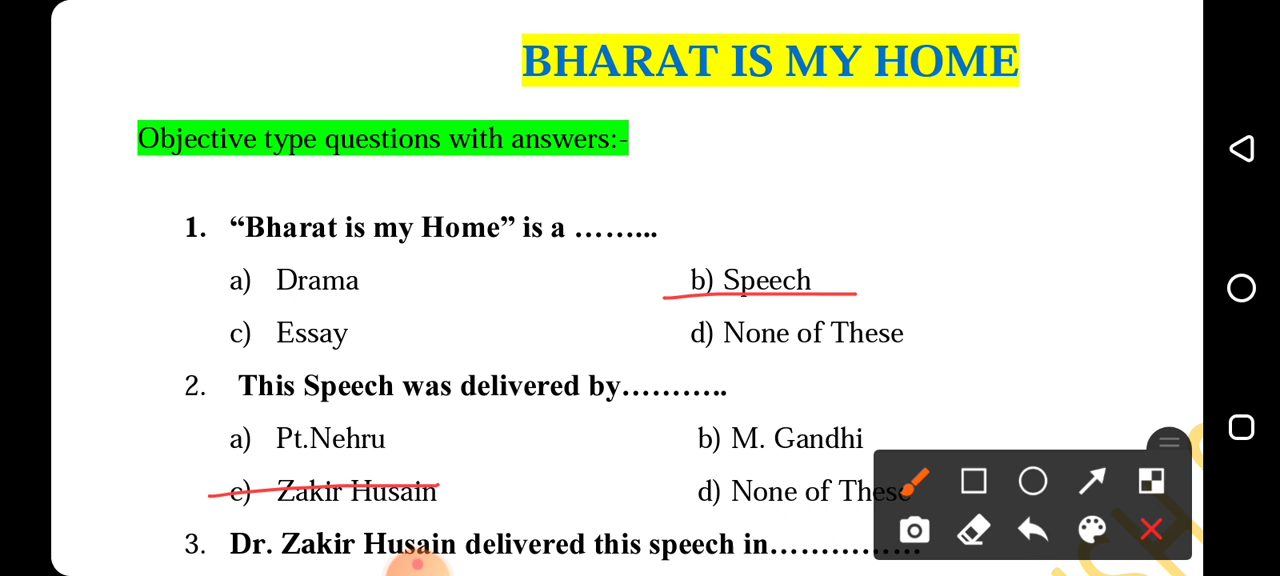 BHARAT IS MY HOME
Objective type questions with answers:-
1. “Bharat is my Home” is a ……...
a) Drama b) Speech
c) Essay d) None of These
2. This Speech was delivered by………..
a) Pt.Nehru b) M. Gandhi
c) Zakir Husain d) None of These
3. Dr. Zakir Husain delivered this speech in……………